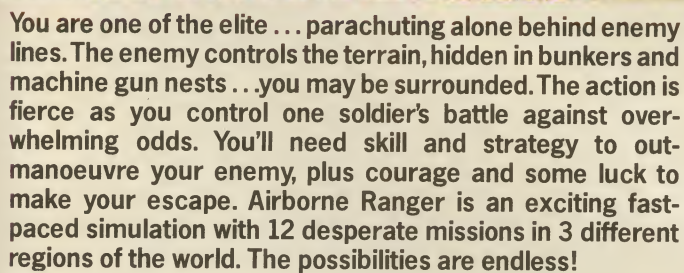 You are one of the elite ... parachuting alone behind enemy
lines. The enemy controls the terrain, hidden in bunkers and
machine gun nests ... you may be surrounded. The action is
fierce as you control one soldier's battle against over-
whelming odds. You'll need skill and strategy to out-
manoeuvre your enemy, plus courage and some luck to
make your escape. Airborne Ranger is an exciting fast-
paced simulation with 12 desperate missions in 3 different
regions of the world. The possibilities are endless!